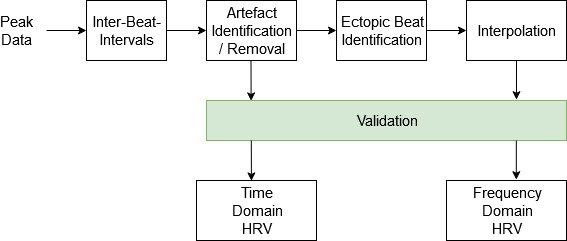 Peak
Data
Inter-Beat-
Intervals
Artefact
Identification
/ Removal
Ectopic Beat
Identification
Interpolation
Validation
Time
Domain
HRV
Frequency
Domain
HRV